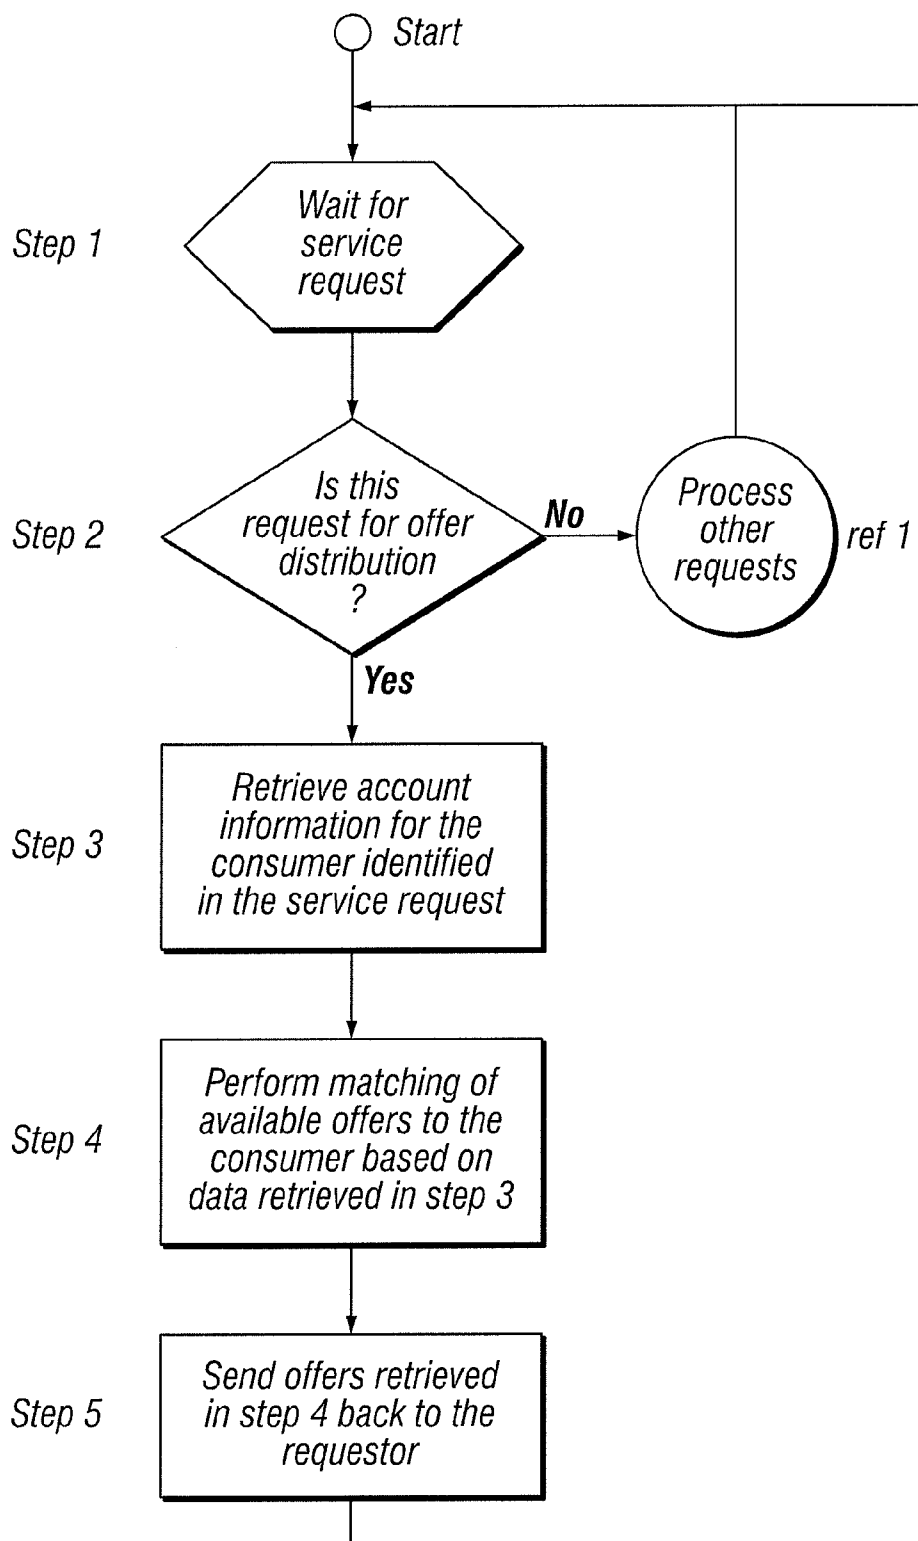 Start
Step 1
Wait for
service
request
Step 2
Is this
request for offer
distribution
?
No
Process
other
requests
ref 1
Yes
Step 3
Retrieve account
information for the
consumer identified
in the service request
Step 4
Perform matching of
available offers to the
consumer based on
data retrieved in step 3
Step 5
Send offers retrieved
in step 4 back to the
requestor